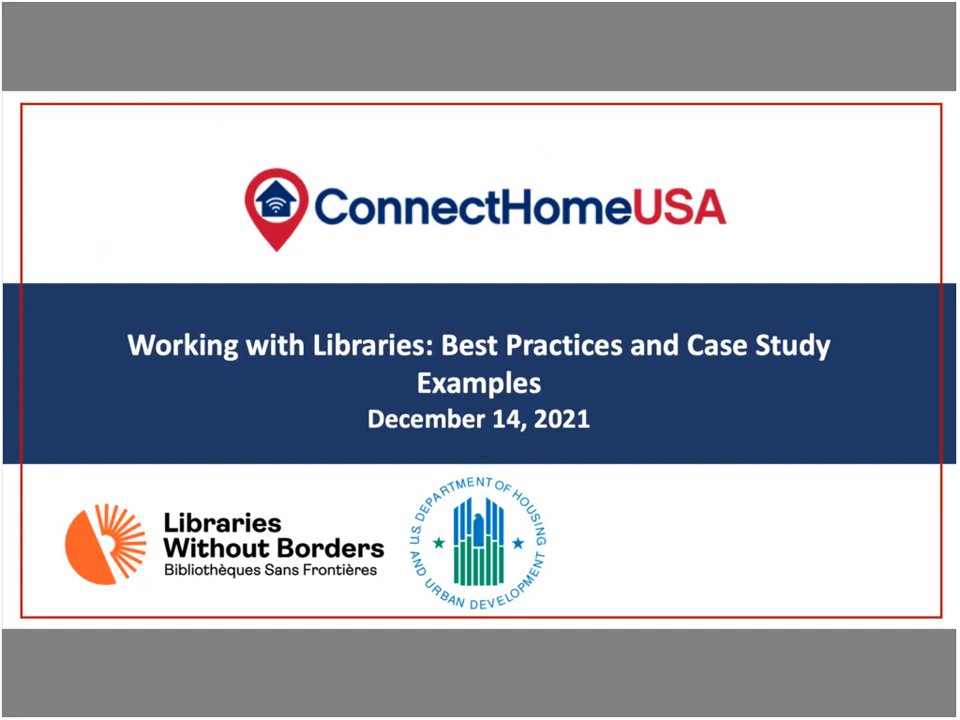 ConnectHomeUSA
Working with Libraries: Best Practices and Case Study
Examples
December 14, 2021
Libraries
Without Borders
Bibliothèques Sans Frontières
U.S. DEPARTMENT OF HOUSING
AND URBAN DEVELOPMENT